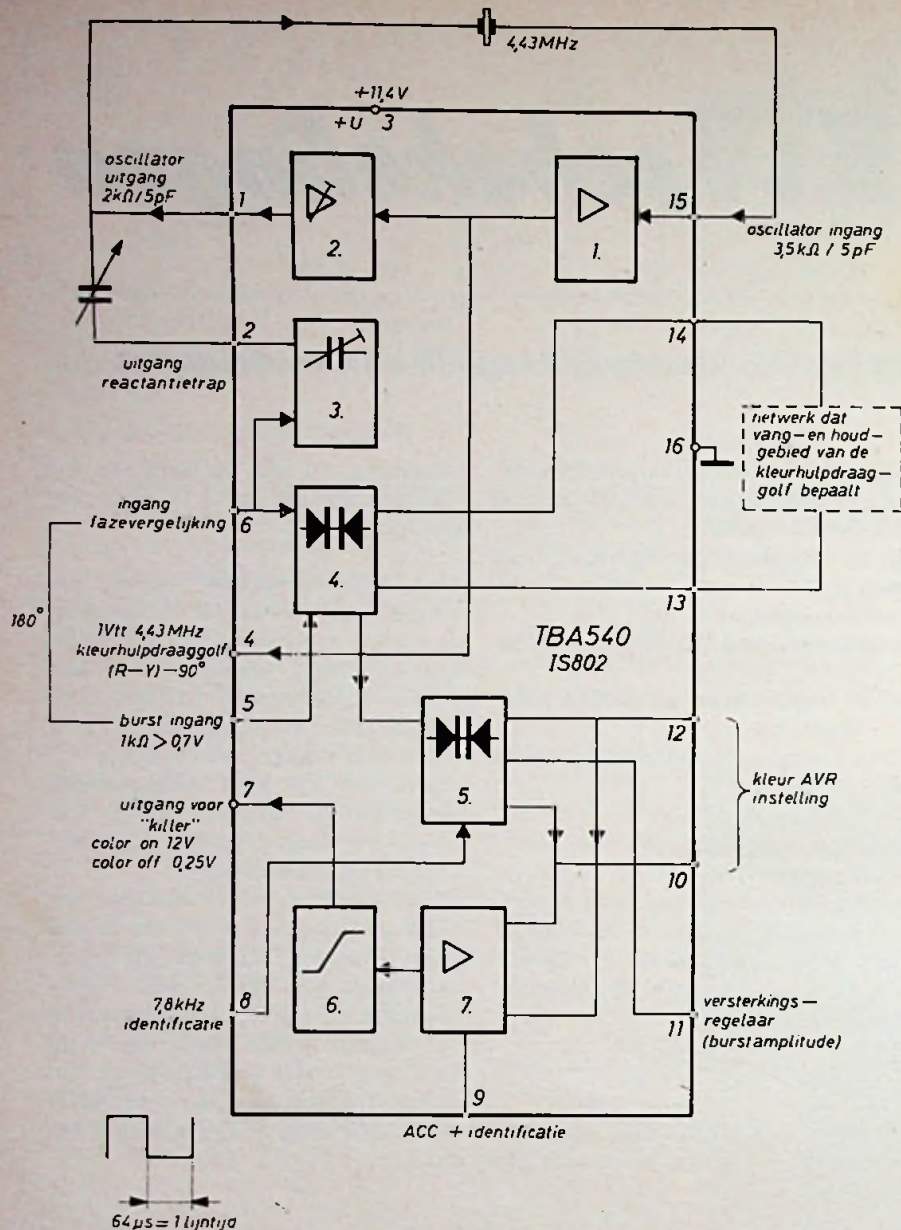 4,43 MHz
+11,4V
+U 3
oscillator
uitgang
2kΩ/5pF
1
2.
1.
15
oscillator ingang
3,5kΩ / 5pF
2
uitgang
reactantietrap
3.
14
netwerk dat
vang-en houd-
gebied van de
kleurhulpdraag-
golf bepaalt
16
ingang
fazevergelijking
6
4.
13
180°
1Vtt 4,43 MHz
kleurhulpdraaggolf
(R-Y)-90°
4
TBA540
IS802
5
burst ingang
1kΩ > 0,7V
12
5.
7
uitgang voor
"killer"
color on 12V
color off 0,25V
kleur AVR
instelling
10
7,8kHz
identificatie
8
6.
7.
versterkings-
regelaar
(burstamplitude)
11
9
ACC + identificatie
64µs = 1 lijntijd